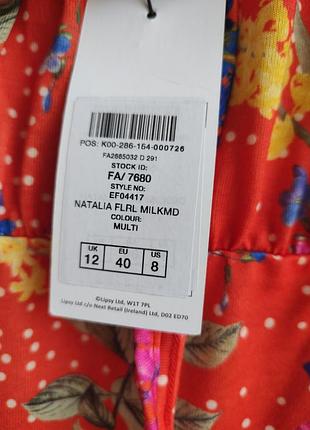 POS: K00-286-154-000726
FA2885032 D 291
STOCK ID:
FA/ 7680
STYLE NO:
EF04417
NATALIA FLRL MILKMD
COLOUR:
MULTI
UK EU US
12 40 8
©Lipsy Ltd, W1T 7PL
Lipsy Ltd c/o Next Retail (Ireland) Ltd, D02 ED70